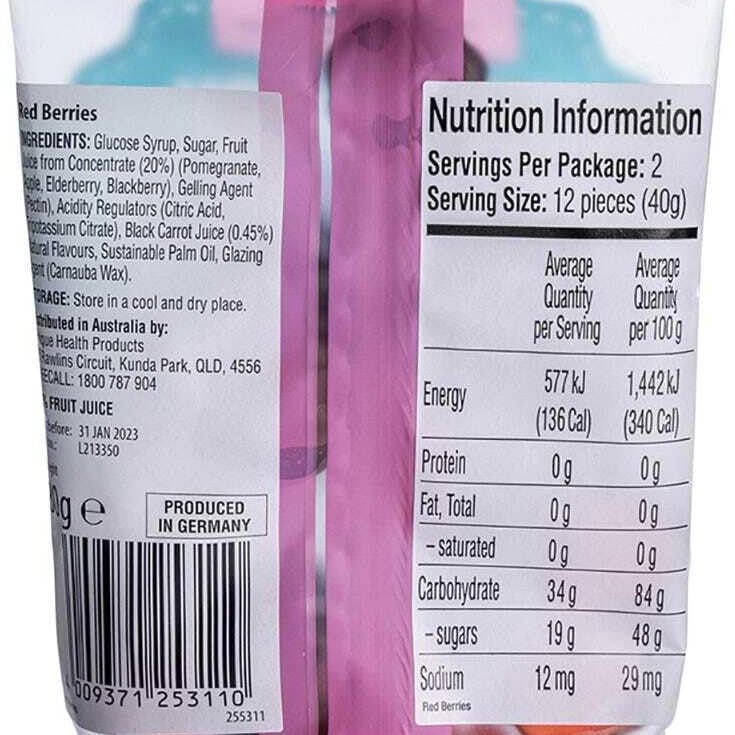 Red Berries
INGREDIENTS: Glucose Syrup, Sugar, Fruit
from Concentrate (20%) (Pomegranate,
Elderberry, Blackberry), Gelling Agent
Acidity Regulators (Citric Acid,
Citrate), Black Carrot Juice (0.45%)
Flavours, Sustainable Palm Oil, Glazing
(Carnauba Wax).
Store in a cool and dry place.
in Australia by:
Health Products
Rawlins Circuit, Kunda Park, QLD, 4556
1800 787 904
FRUIT JUICE
before: 31 JAN 2023
L213350
0g e
PRODUCED
IN GERMANY
009371 253110
255311
Nutrition Information
Servings Per Package: 2
Serving Size: 12 pieces (40g)
Average Quantity per Serving Average Quantity per 100 g
Energy 577 kJ 1,442 kJ
(136 Cal) (340 Cal)
Protein 0 g 0 g
Fat, Total 0 g 0 g
– saturated 0 g 0 g
Carbohydrate 34 g 84 g
– sugars 19 g 48 g
Sodium 12 mg 29 mg
Red Berries